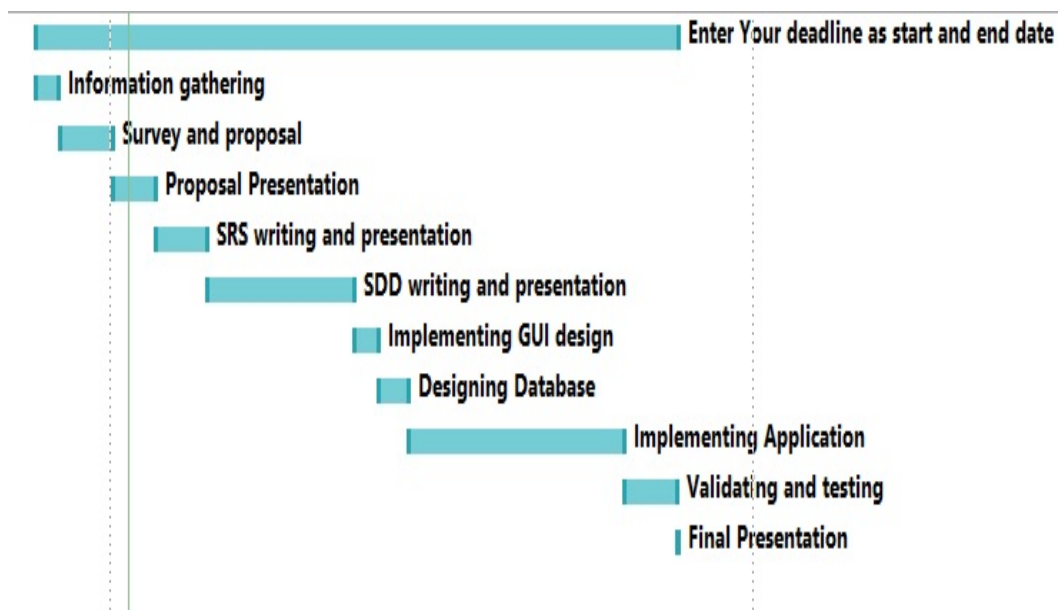 Enter Your deadline as start and end date
Information gathering
Survey and proposal
Proposal Presentation
SRS writing and presentation
SDD writing and presentation
Implementing GUI design
Designing Database
Implementing Application
Validating and testing
Final Presentation